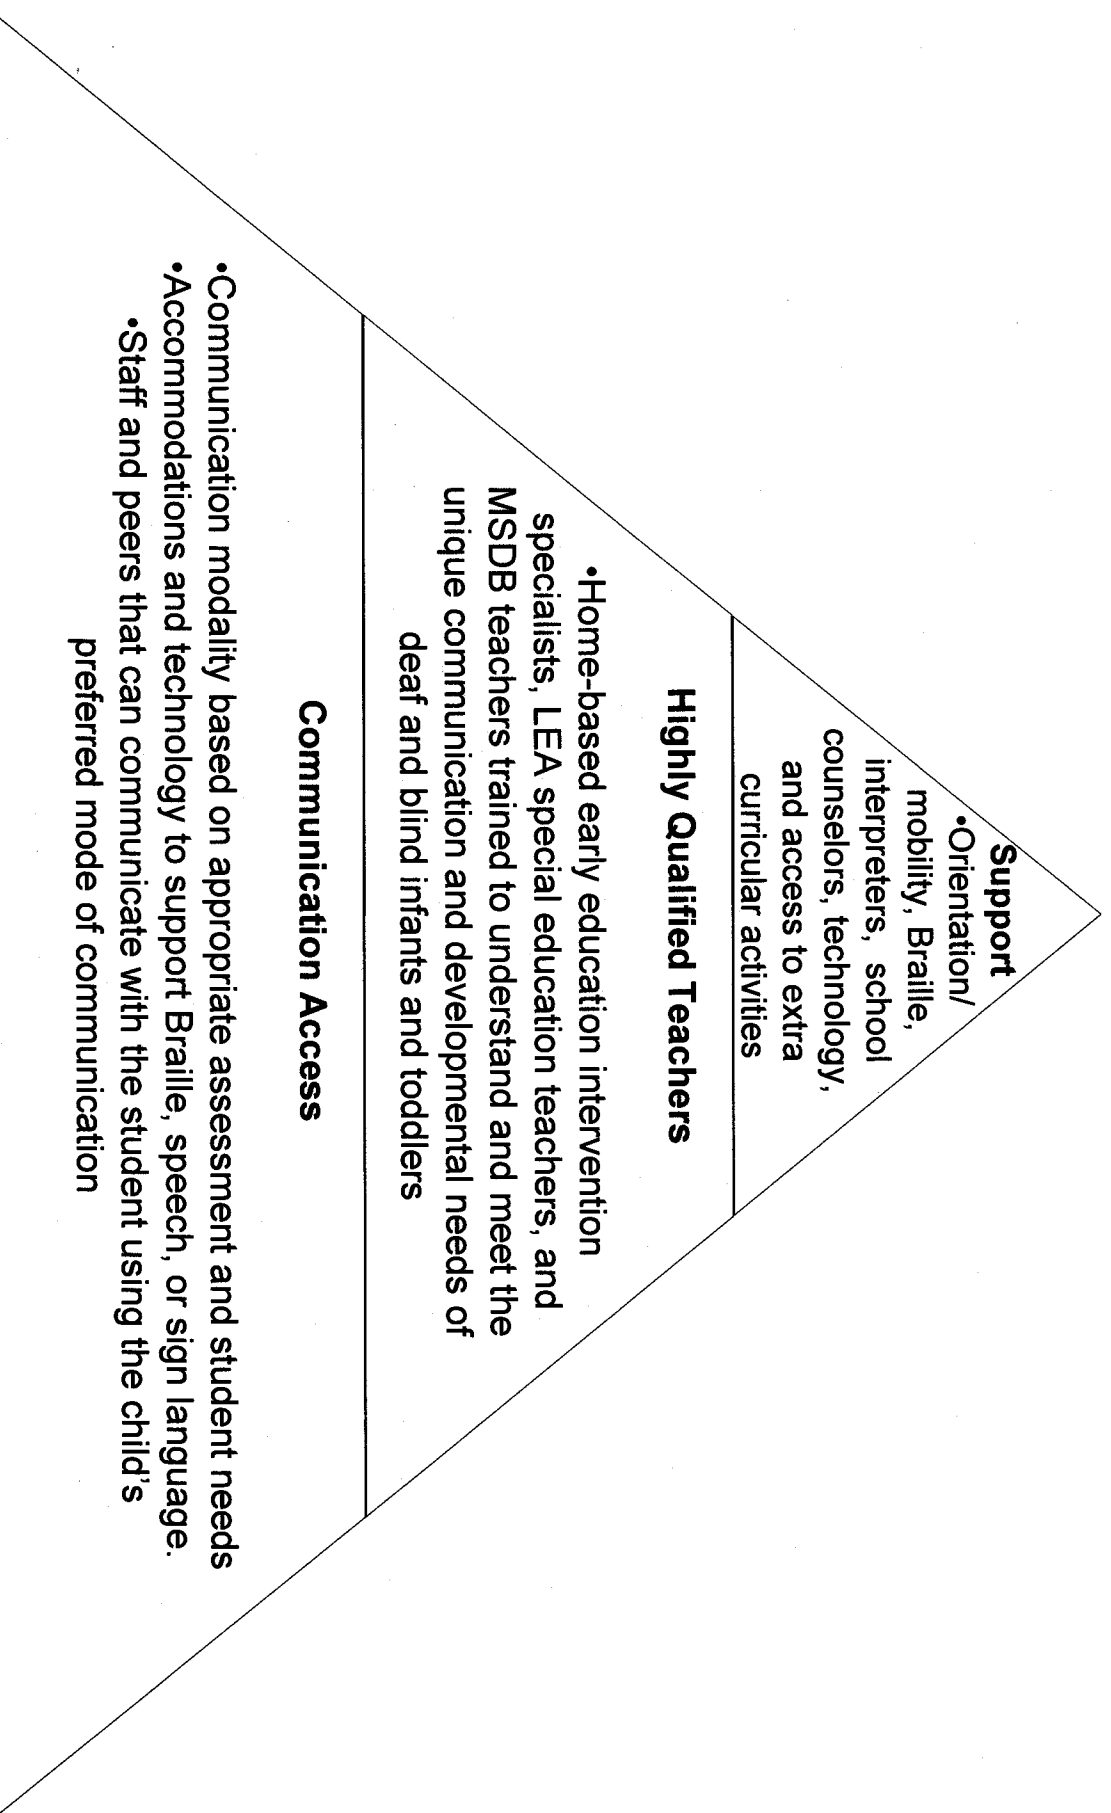 Support
•Orientation/
mobility, Braille,
interpreters, school
counselors, technology,
and access to extra
curricular activities
Highly Qualified Teachers
•Home-based early education intervention
specialists, LEA special education teachers, and
MSDB teachers trained to understand and meet the
unique communication and developmental needs of
deaf and blind infants and toddlers
Communication Access
•Communication modality based on appropriate assessment and student needs
•Accommodations and technology to support Braille, speech, or sign language.
•Staff and peers that can communicate with the student using the child's
preferred mode of communication